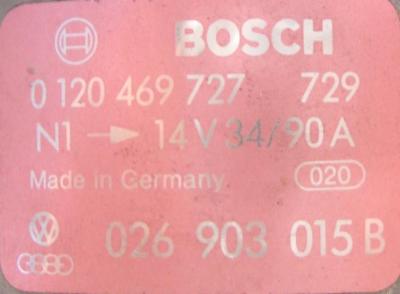 BOSCH
0 120 469 727 729
N1 → 14 V 34/90 A
Made in Germany 020
026 903 015 B